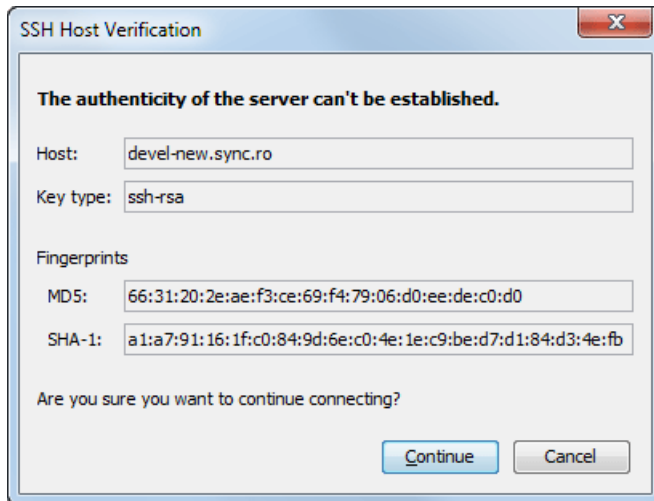 SSH Host Verification
The authenticity of the server can't be established.
Host: devel-new.sync.ro
Key type: ssh-rsa
Fingerprints
MD5: 66:31:20:2e:ae:f3:ce:69:f4:79:06:d0:ee:de:c0:d0
SHA-1: a1:a7:91:16:1f:c0:84:9d:6e:c0:4e:1e:c9:be:d7:d1:84:d3:4e:fb
Are you sure you want to continue connecting?
Continue Cancel